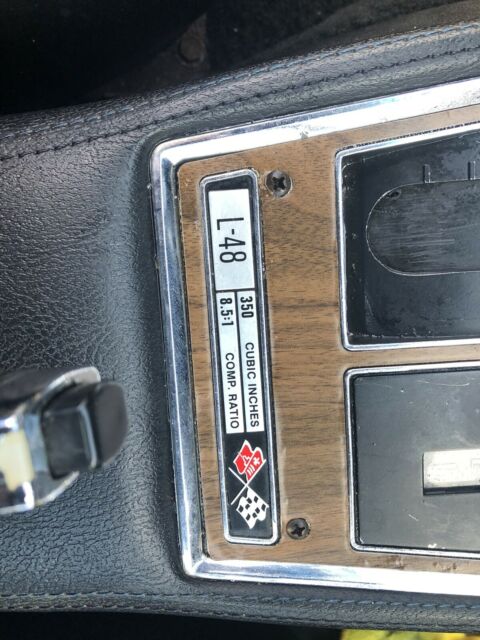 L-48
350 CUBIC INCHES
8.5:1 COMP. RATIO